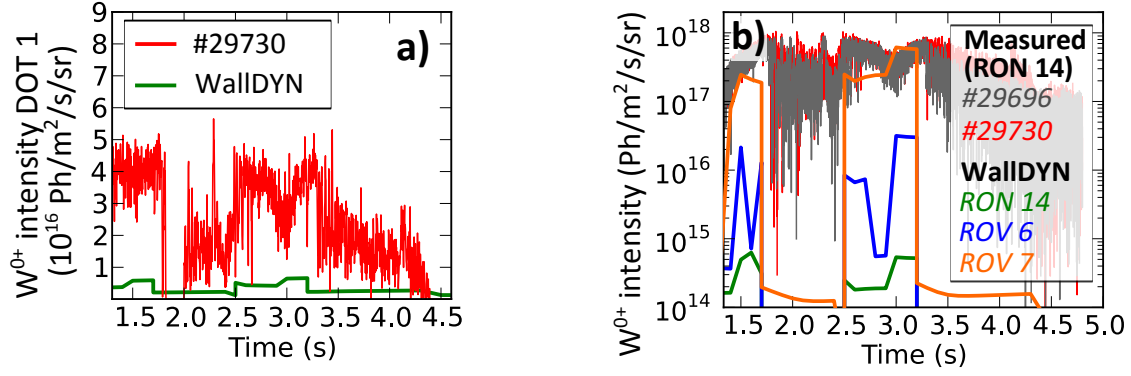 W⁰⁺ intensity DOT 1
(10¹⁶ Ph/m²/s/sr)
9
8
7
6
5
4
3
2
1
#29730
WallDYN
a)
1.5 2.0 2.5 3.0 3.5 4.0 4.5
Time (s)
W⁰⁺ intensity (Ph/m²/s/sr)
10¹⁸
10¹⁷
10¹⁶
10¹⁵
10¹⁴
b)
Measured
(RON 14)
#29696
#29730
WallDYN
RON 14
ROV 6
ROV 7
1.5 2.0 2.5 3.0 3.5 4.0 4.5 5.0
Time (s)